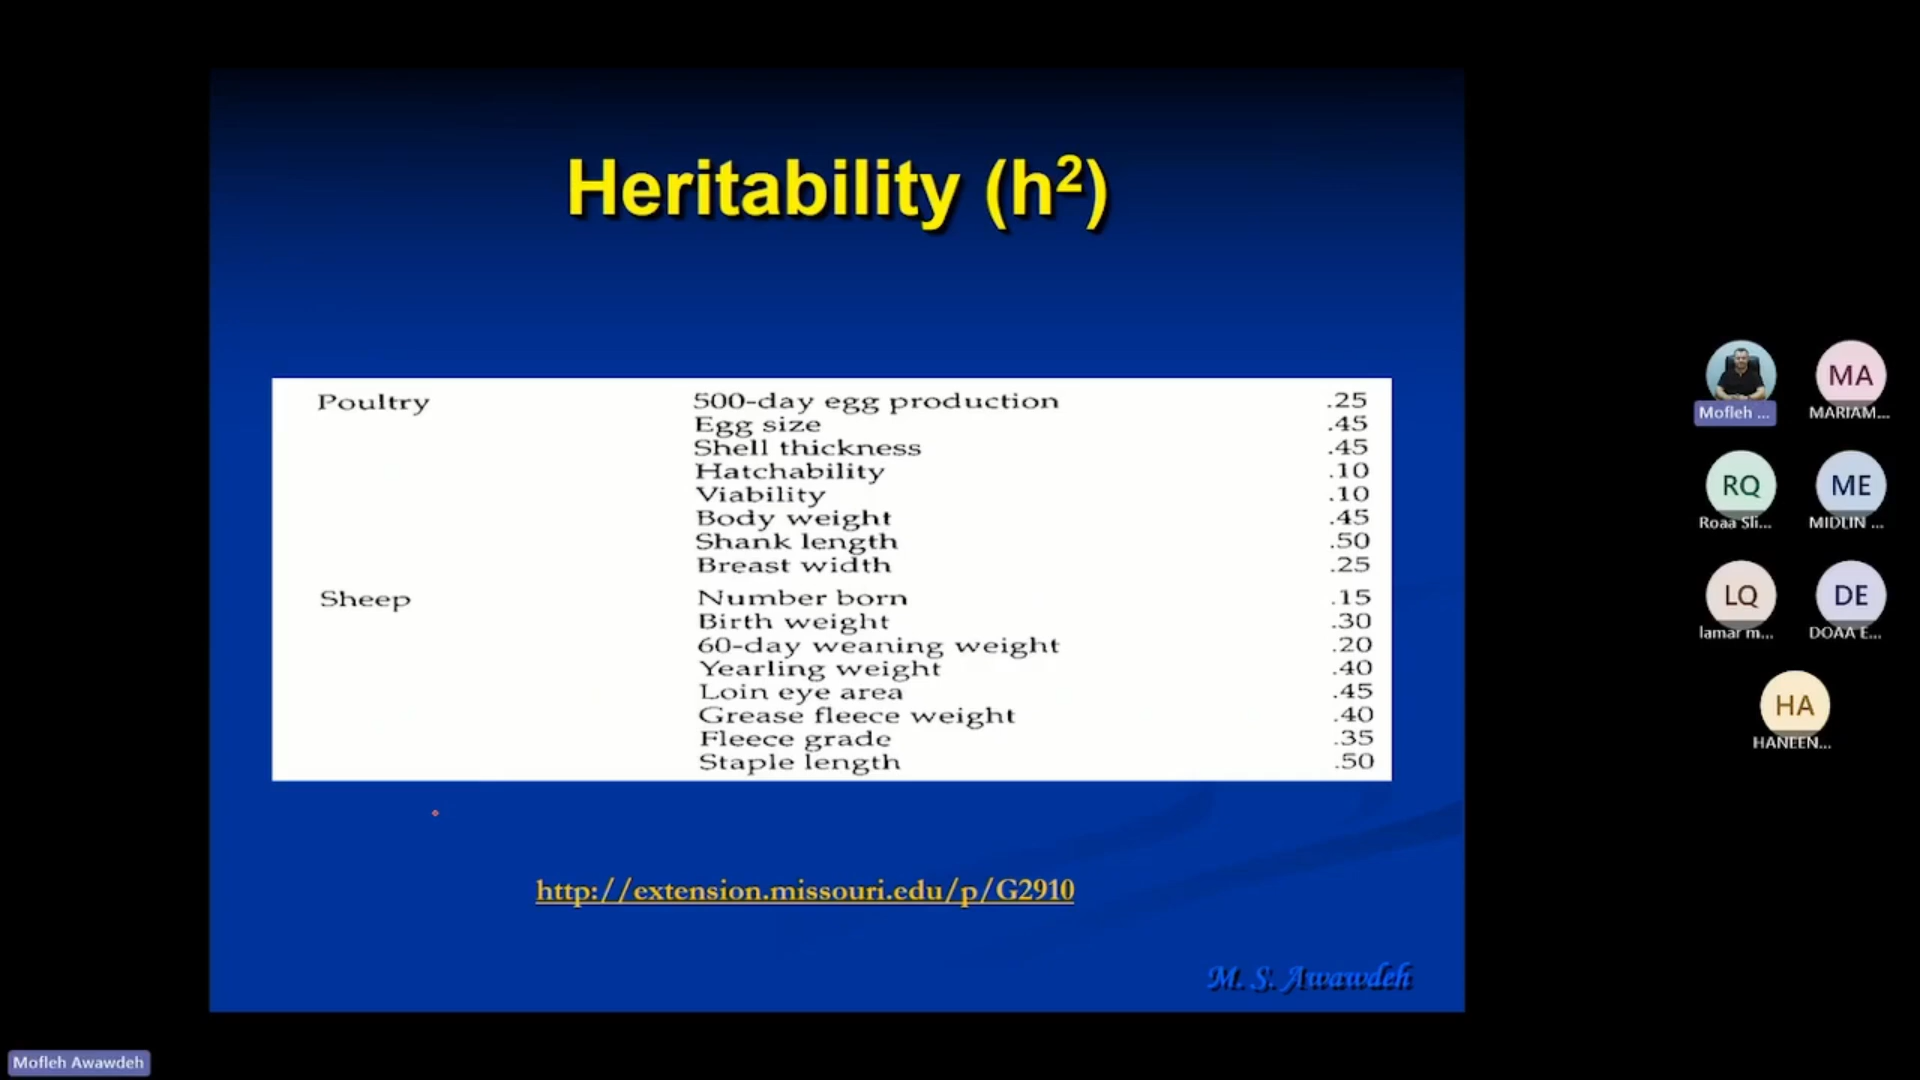 Heritability (h²)
Poultry 500-day egg production .25
Egg size .45
Shell thickness .45
Hatchability .10
Viability .10
Body weight .45
Shank length .50
Breast width .25
Sheep Number born .15
Birth weight .30
60-day weaning weight .20
Yearling weight .40
Loin eye area .45
Grease fleece weight .40
Fleece grade .35
Staple length .50
http://extension.missouri.edu/p/G2910
M. S. Awawdeh
Mofleh ...
MA
MARIAM...
RQ
Roaa Sli...
ME
MIDLIN ...
LQ
lamar m...
DE
DOAA E...
HA
HANEEN...
Mofleh Awawdeh